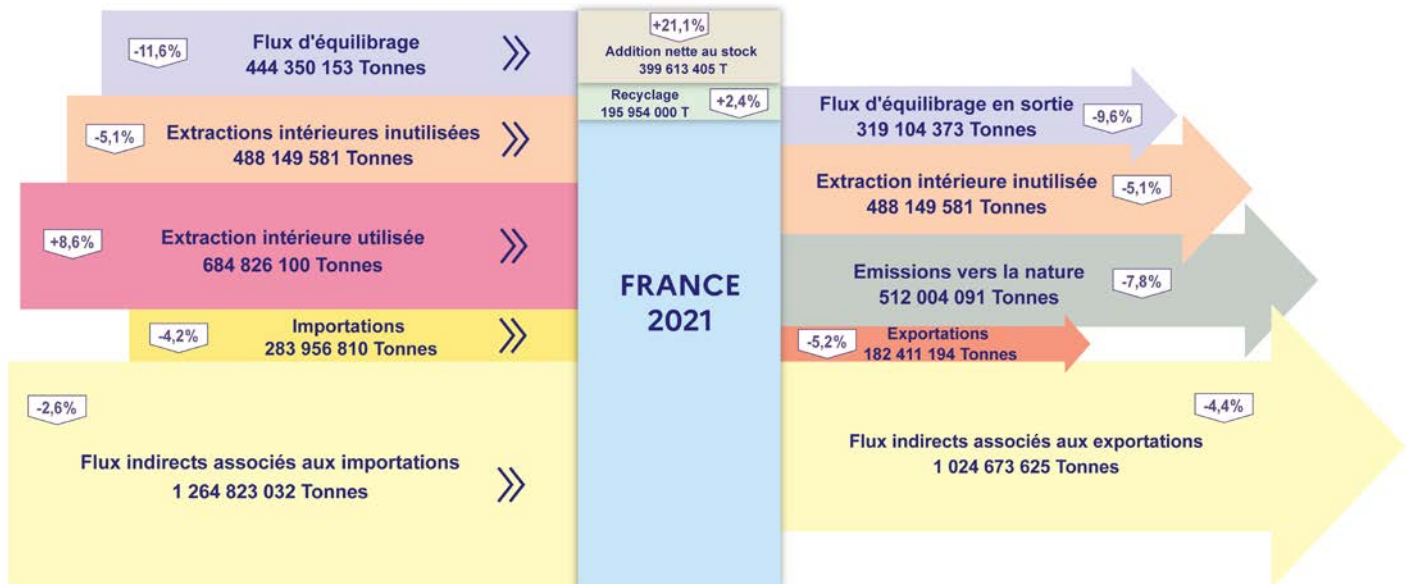 -11,6%
Flux d'équilibrage
444 350 153 Tonnes
-5,1%
Extractions intérieures inutilisées
488 149 581 Tonnes
+8,6%
Extraction intérieure utilisée
684 826 100 Tonnes
-4,2%
Importations
283 956 810 Tonnes
-2,6%
Flux indirects associés aux importations
1 264 823 032 Tonnes
+21,1%
Addition nette au stock
399 613 405 T
Recyclage
195 954 000 T
+2,4%
FRANCE
2021
Flux d'équilibrage en sortie
319 104 373 Tonnes
-9,6%
Extraction intérieure inutilisée
488 149 581 Tonnes
-5,1%
Emissions vers la nature
512 004 091 Tonnes
-7,8%
-5,2%
Exportations
182 411 194 Tonnes
-4,4%
Flux indirects associés aux exportations
1 024 673 625 Tonnes